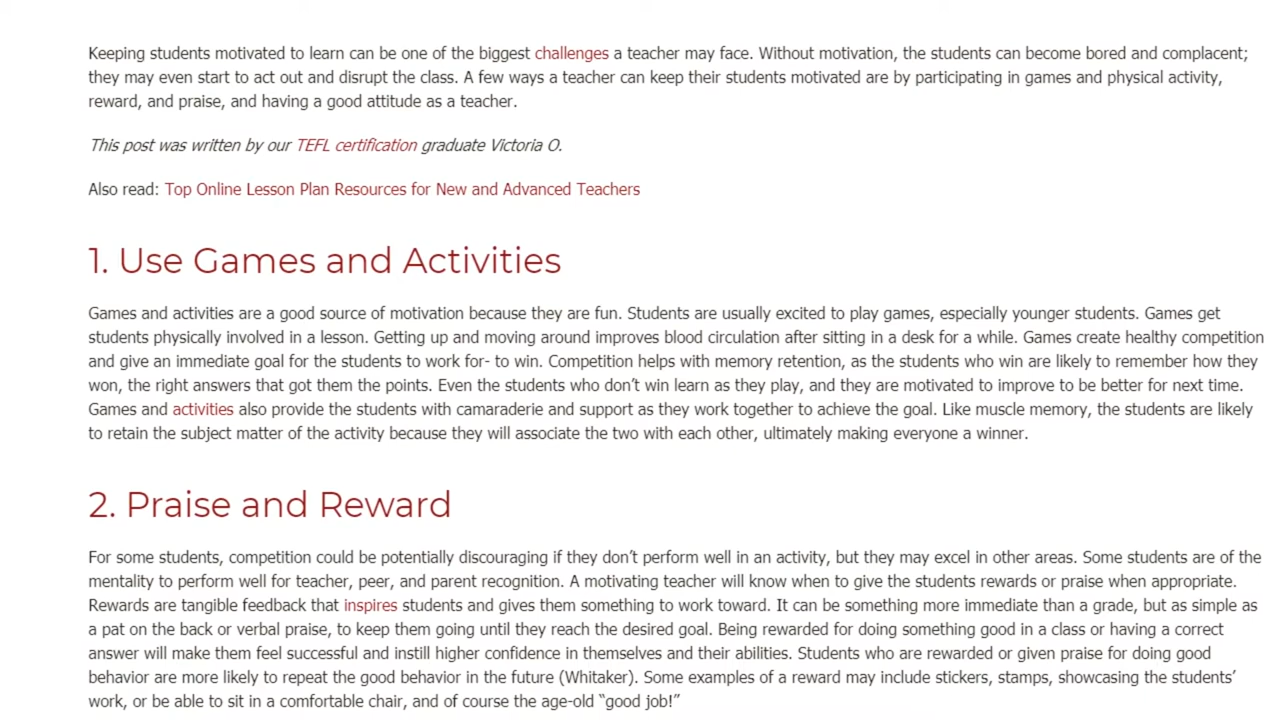 Keeping students motivated to learn can be one of the biggest challenges a teacher may face. Without motivation, the students can become bored and complacent;
they may even start to act out and disrupt the class. A few ways a teacher can keep their students motivated are by participating in games and physical activity,
reward, and praise, and having a good attitude as a teacher.
This post was written by our TEFL certification graduate Victoria O.
Also read: Top Online Lesson Plan Resources for New and Advanced Teachers
1. Use Games and Activities
Games and activities are a good source of motivation because they are fun. Students are usually excited to play games, especially younger students. Games get
students physically involved in a lesson. Getting up and moving around improves blood circulation after sitting in a desk for a while. Games create healthy competition
and give an immediate goal for the students to work for- to win. Competition helps with memory retention, as the students who win are likely to remember how they
won, the right answers that got them the points. Even the students who don’t win learn as they play, and they are motivated to improve to be better for next time.
Games and activities also provide the students with camaraderie and support as they work together to achieve the goal. Like muscle memory, the students are likely
to retain the subject matter of the activity because they will associate the two with each other, ultimately making everyone a winner.
2. Praise and Reward
For some students, competition could be potentially discouraging if they don’t perform well in an activity, but they may excel in other areas. Some students are of the
mentality to perform well for teacher, peer, and parent recognition. A motivating teacher will know when to give the students rewards or praise when appropriate.
Rewards are tangible feedback that inspires students and gives them something to work toward. It can be something more immediate than a grade, but as simple as
a pat on the back or verbal praise, to keep them going until they reach the desired goal. Being rewarded for doing something good in a class or having a correct
answer will make them feel successful and instill higher confidence in themselves and their abilities. Students who are rewarded or given praise for doing good
behavior are more likely to repeat the good behavior in the future (Whitaker). Some examples of a reward may include stickers, stamps, showcasing the students’
work, or be able to sit in a comfortable chair, and of course the age-old “good job!”